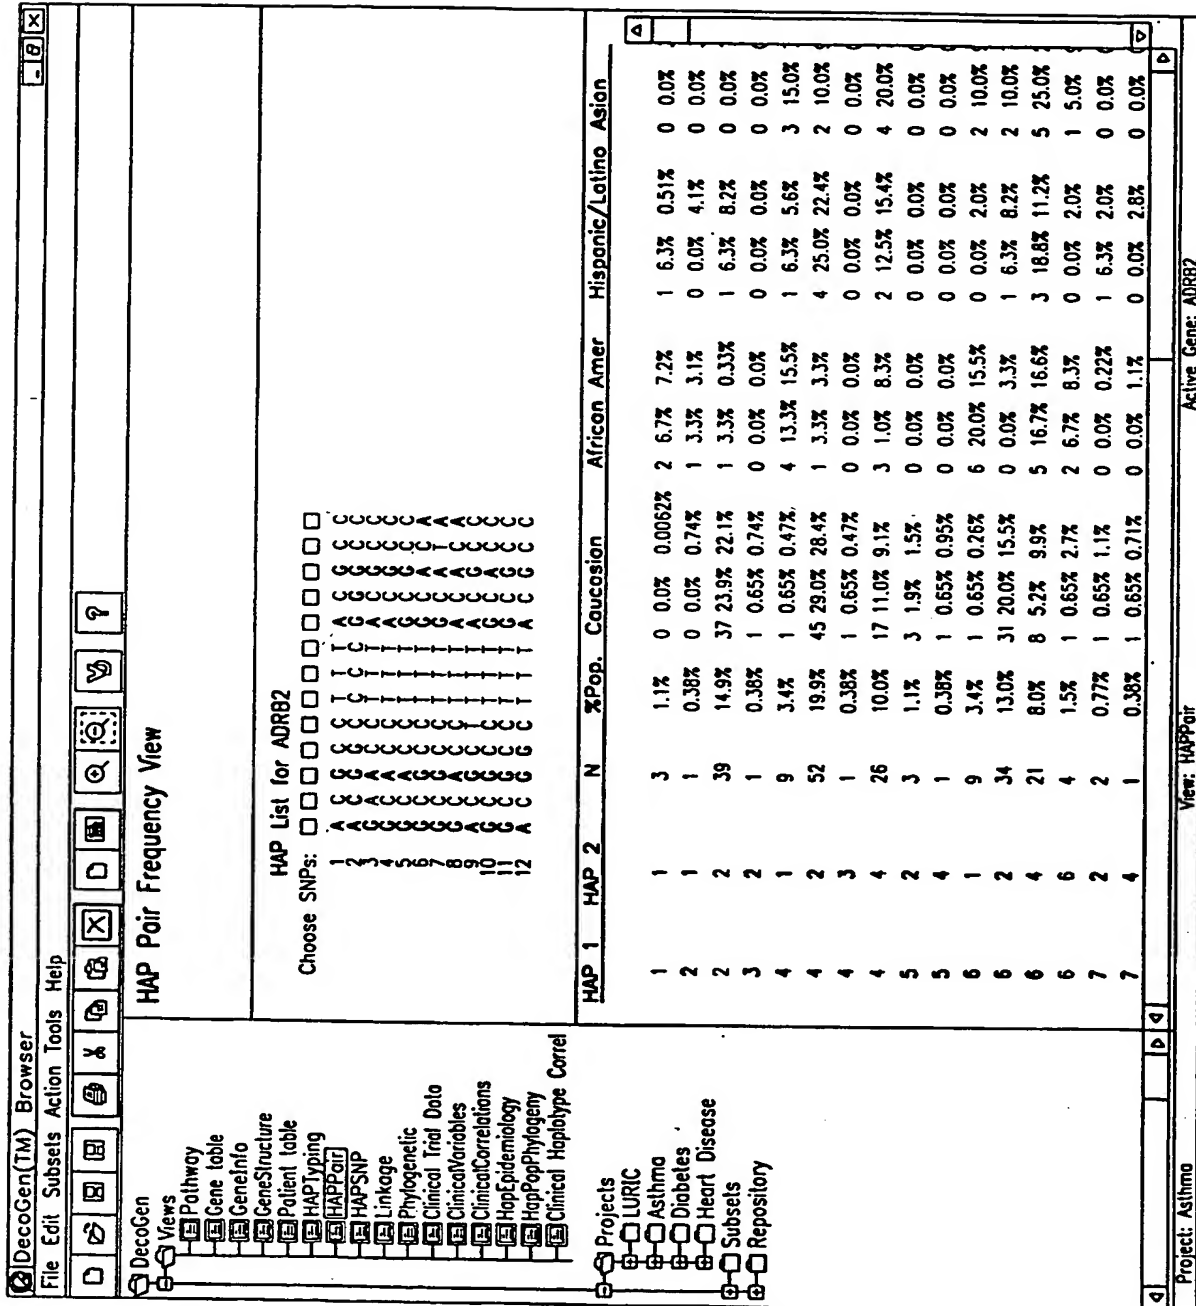 DecoGen(TM) Browser
File Edit Subsets Action Tools Help
?
DecoGen
Views
Pathway
Gene table
GeneInfo
GeneStructure
Patient table
HAPTyping
HAPPair
HAPSNP
Linkage
Phylogenetic
Clinical Trial Data
ClinicalVariables
ClinicalCorrelations
HapEpidemiology
HapPopPhylogeny
Clinical Haplotype Correl
Projects
LURIC
Asthma
Diabetes
Heart Disease
Subsets
Repository
HAP Pair Frequency View
HAP List for ADRB2
Choose SNPs:
1
2
3
4
5
6
7
8
9
10
11
12
HAP 1 HAP 2 N %Pop. Caucasion African Amer Hispanic/Latino Asian
1 1 3 1.1% 0 0.0% 0.0062% 2 6.7% 7.2% 1 6.3% 0.51% 0 0.0%
2 1 1 0.38% 0 0.0% 0.74% 1 3.3% 3.1% 0 0.0% 4.1% 0 0.0%
2 2 39 14.9% 37 23.9% 22.1% 1 3.3% 0.33% 1 6.3% 8.2% 0 0.0%
3 2 1 0.38% 1 0.65% 0.74% 0 0.0% 0.0% 0 0.0% 0.0% 0 0.0%
4 1 9 3.4% 1 0.65% 0.47% 4 13.3% 15.5% 1 6.3% 5.6% 3 15.0%
4 2 52 19.9% 45 29.0% 28.4% 1 3.3% 3.3% 4 25.0% 22.4% 2 10.0%
4 3 1 0.38% 1 0.65% 0.47% 0 0.0% 0.0% 0 0.0% 0.0% 0 0.0%
4 4 26 10.0% 17 11.0% 9.1% 3 1.0% 8.3% 2 12.5% 15.4% 4 20.0%
5 2 3 1.1% 3 1.9% 1.5% 0 0.0% 0.0% 0 0.0% 0.0% 0 0.0%
5 4 1 0.38% 1 0.65% 0.95% 0 0.0% 0.0% 0 0.0% 0.0% 0 0.0%
6 1 9 3.4% 1 0.65% 0.26% 6 20.0% 15.5% 0 0.0% 2.0% 2 10.0%
6 2 34 13.0% 31 20.0% 15.5% 0 0.0% 3.3% 1 6.3% 8.2% 2 10.0%
6 4 21 8.0% 8 5.2% 9.9% 5 16.7% 16.6% 3 18.8% 11.2% 5 25.0%
6 6 4 1.5% 1 0.65% 2.7% 2 6.7% 8.3% 0 0.0% 2.0% 1 5.0%
7 2 2 0.77% 1 0.65% 1.1% 0 0.0% 0.22% 1 6.3% 2.0% 0 0.0%
7 4 1 0.38% 1 0.65% 0.71% 0 0.0% 1.1% 0 0.0% 2.8% 0 0.0%
Project: Asthma View: HAPPair Active Gene: ADRB2